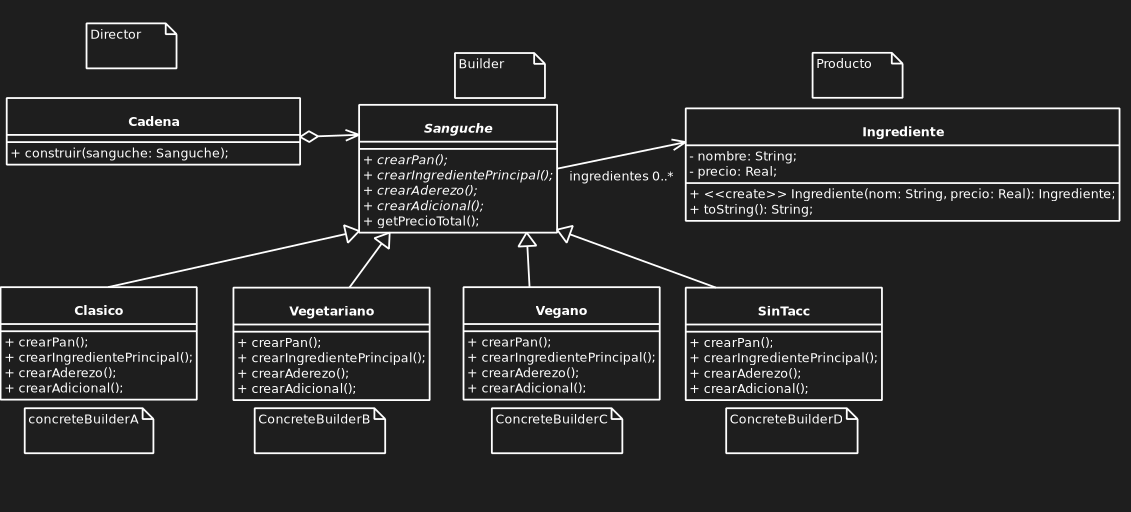 Director
Builder
Producto
Cadena
+ construir(sanguche: Sanguche);
Sanguche
+ crearPan();
+ crearIngredientePrincipal();
+ crearAderezo();
+ crearAdicional();
+ getPrecioTotal();
ingredientes 0..*
Ingrediente
- nombre: String;
- precio: Real;
+ <<create>> Ingrediente(nom: String, precio: Real): Ingrediente;
+ toString(): String;
Clasico
+ crearPan();
+ crearIngredientePrincipal();
+ crearAderezo();
+ crearAdicional();
Vegetariano
+ crearPan();
+ crearIngredientePrincipal();
+ crearAderezo();
+ crearAdicional();
Vegano
+ crearPan();
+ crearIngredientePrincipal();
+ crearAderezo();
+ crearAdicional();
SinTacc
+ crearPan();
+ crearIngredientePrincipal();
+ crearAderezo();
+ crearAdicional();
concreteBuilderA
ConcreteBuilderB
ConcreteBuilderC
ConcreteBuilderD